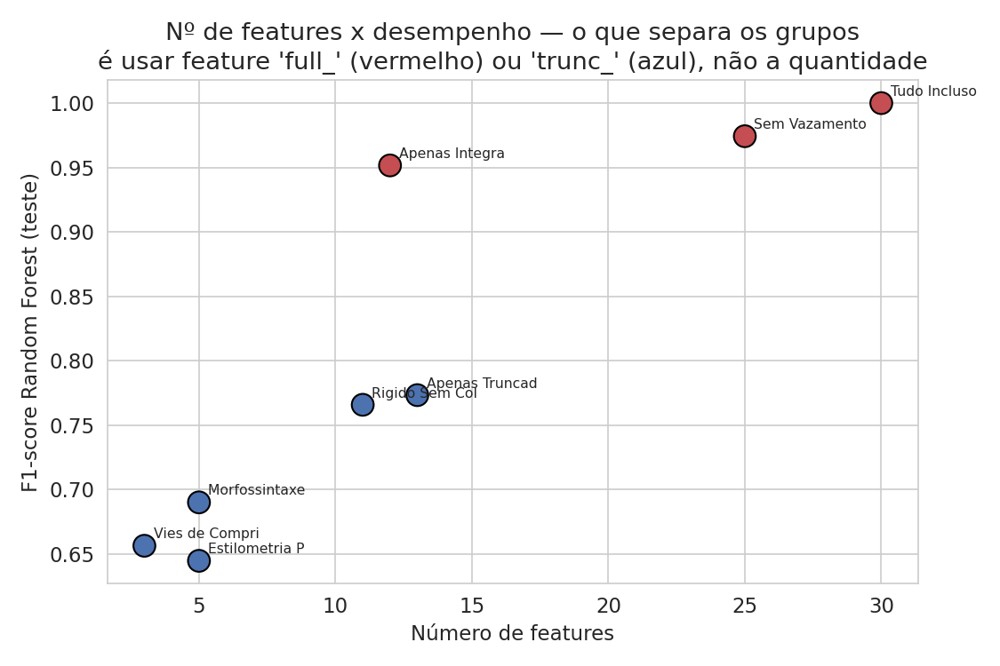 Nº de features x desempenho — o que separa os grupos
é usar feature 'full_' (vermelho) ou 'trunc_' (azul), não a quantidade
F1-score Random Forest (teste)
1.00
0.95
0.90
0.85
0.80
0.75
0.70
0.65
Tudo Incluso
Sem Vazamento
Apenas Integra
Apenas Truncad
Rigido Sem Col
Morfossintaxe
Vies de Compri
Estilometria P
5 10 15 20 25 30
Número de features